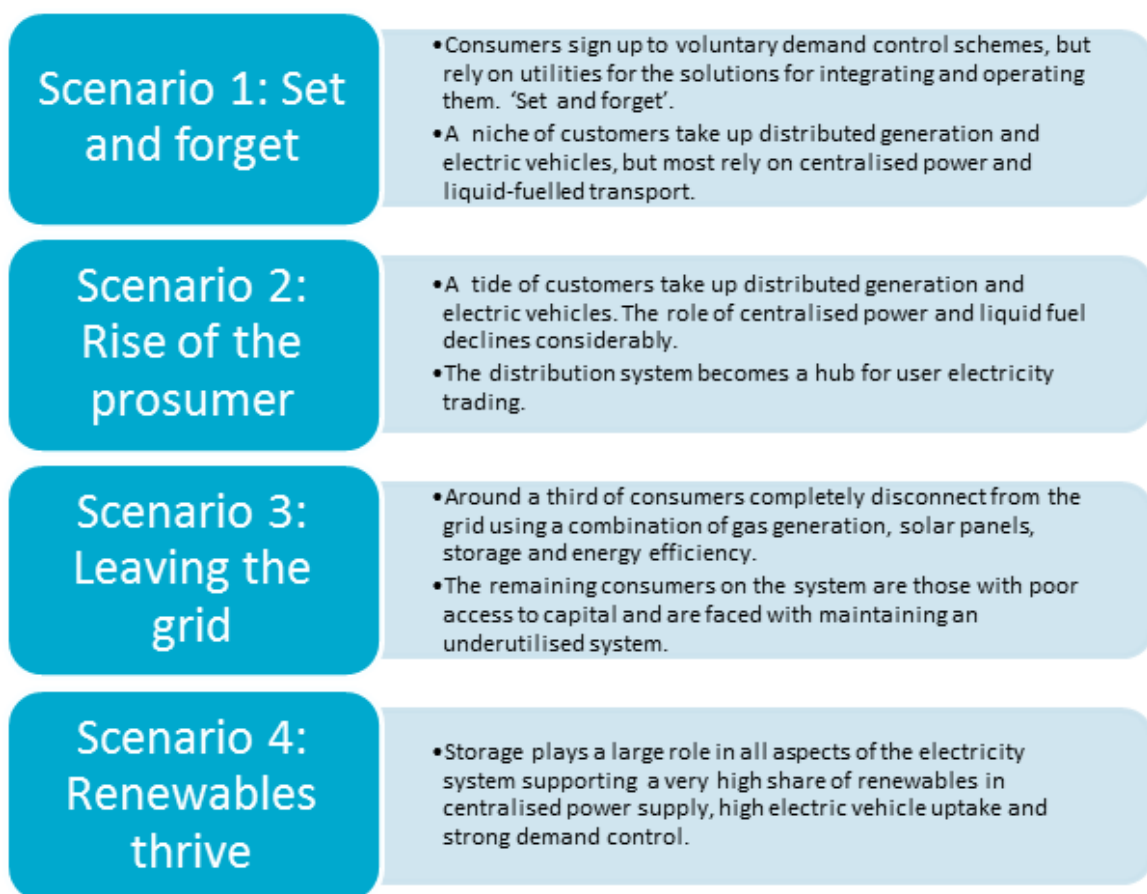 Scenario 1: Set
and forget
•Consumers sign up to voluntary demand control schemes, but
rely on utilities for the solutions for integrating and operating
them. ‘Set and forget’.
•A niche of customers take up distributed generation and
electric vehicles, but most rely on centralised power and
liquid-fuelled transport.
Scenario 2:
Rise of the
prosumer
•A tide of customers take up distributed generation and
electric vehicles. The role of centralised power and liquid fuel
declines considerably.
•The distribution system becomes a hub for user electricity
trading.
Scenario 3:
Leaving the
grid
•Around a third of consumers completely disconnect from the
grid using a combination of gas generation, solar panels,
storage and energy efficiency.
•The remaining consumers on the system are those with poor
access to capital and are faced with maintaining an
underutilised system.
Scenario 4:
Renewables
thrive
•Storage plays a large role in all aspects of the electricity
system supporting a very high share of renewables in
centralised power supply, high electric vehicle uptake and
strong demand control.